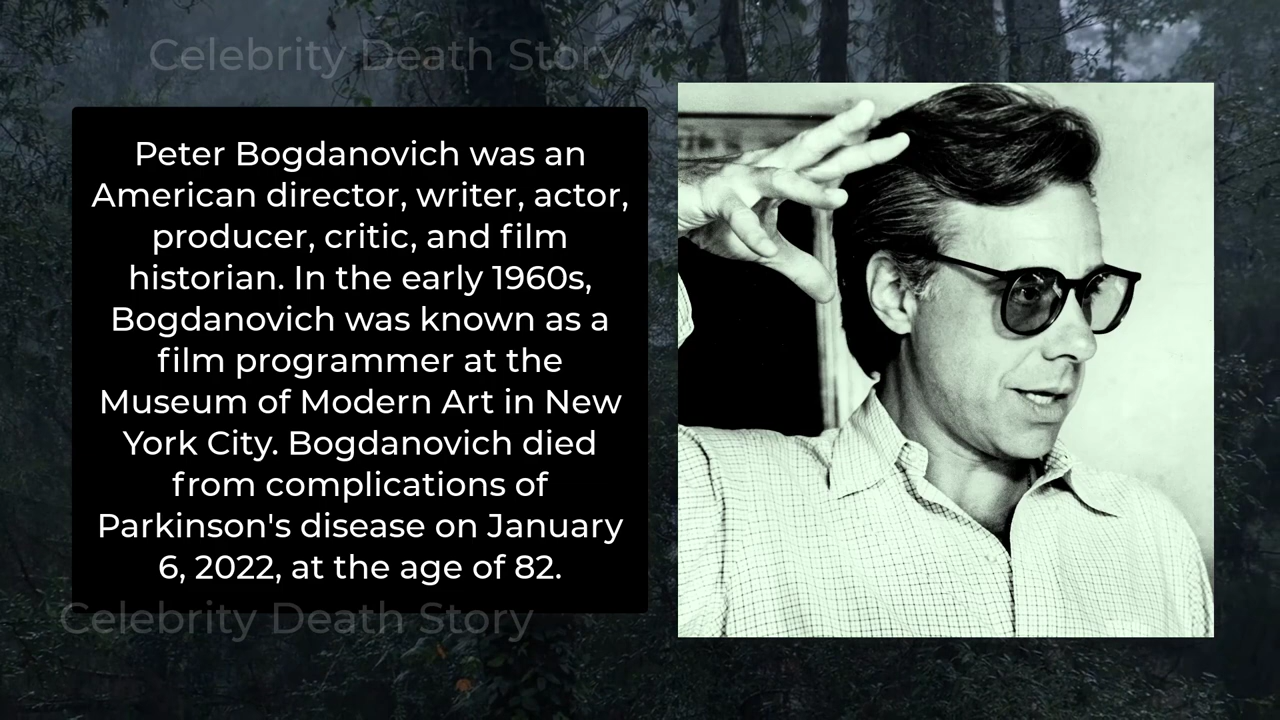 Celebrity Death Story
Peter Bogdanovich was an
American director, writer, actor,
producer, critic, and film
historian. In the early 1960s,
Bogdanovich was known as a
film programmer at the
Museum of Modern Art in New
York City. Bogdanovich died
from complications of
Parkinson's disease on January
6, 2022, at the age of 82.
Celebrity Death Story